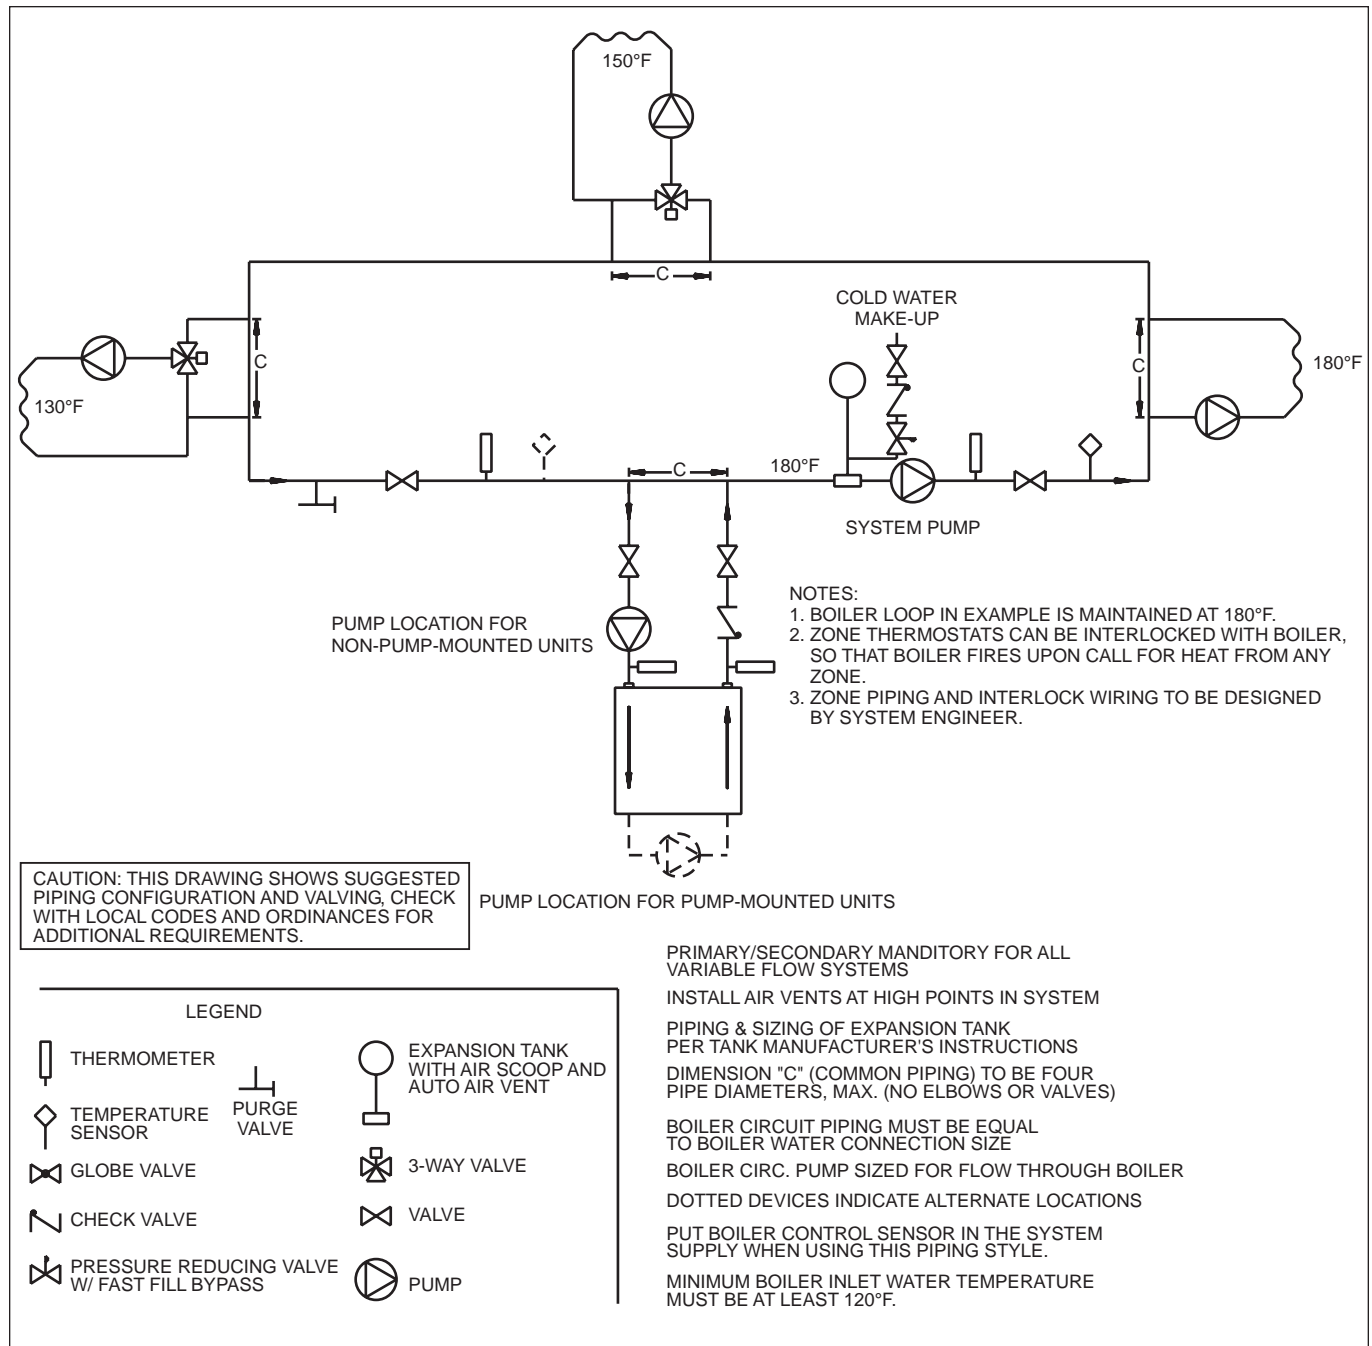 150°F
C
COLD WATER
MAKE-UP
C
C
180°F
130°F
C
180°F
SYSTEM PUMP
PUMP LOCATION FOR
NON-PUMP-MOUNTED UNITS
NOTES:
1. BOILER LOOP IN EXAMPLE IS MAINTAINED AT 180°F.
2. ZONE THERMOSTATS CAN BE INTERLOCKED WITH BOILER,
SO THAT BOILER FIRES UPON CALL FOR HEAT FROM ANY
ZONE.
3. ZONE PIPING AND INTERLOCK WIRING TO BE DESIGNED
BY SYSTEM ENGINEER.
CAUTION: THIS DRAWING SHOWS SUGGESTED
PIPING CONFIGURATION AND VALVING, CHECK
WITH LOCAL CODES AND ORDINANCES FOR
ADDITIONAL REQUIREMENTS.
PUMP LOCATION FOR PUMP-MOUNTED UNITS
LEGEND
THERMOMETER
TEMPERATURE
SENSOR
PURGE
VALVE
GLOBE VALVE
CHECK VALVE
PRESSURE REDUCING VALVE
W/ FAST FILL BYPASS
EXPANSION TANK
WITH AIR SCOOP AND
AUTO AIR VENT
3-WAY VALVE
VALVE
PUMP
PRIMARY/SECONDARY MANDITORY FOR ALL
VARIABLE FLOW SYSTEMS
INSTALL AIR VENTS AT HIGH POINTS IN SYSTEM
PIPING & SIZING OF EXPANSION TANK
PER TANK MANUFACTURER'S INSTRUCTIONS
DIMENSION "C" (COMMON PIPING) TO BE FOUR
PIPE DIAMETERS, MAX. (NO ELBOWS OR VALVES)
BOILER CIRCUIT PIPING MUST BE EQUAL
TO BOILER WATER CONNECTION SIZE
BOILER CIRC. PUMP SIZED FOR FLOW THROUGH BOILER
DOTTED DEVICES INDICATE ALTERNATE LOCATIONS
PUT BOILER CONTROL SENSOR IN THE SYSTEM
SUPPLY WHEN USING THIS PIPING STYLE.
MINIMUM BOILER INLET WATER TEMPERATURE
MUST BE AT LEAST 120°F.